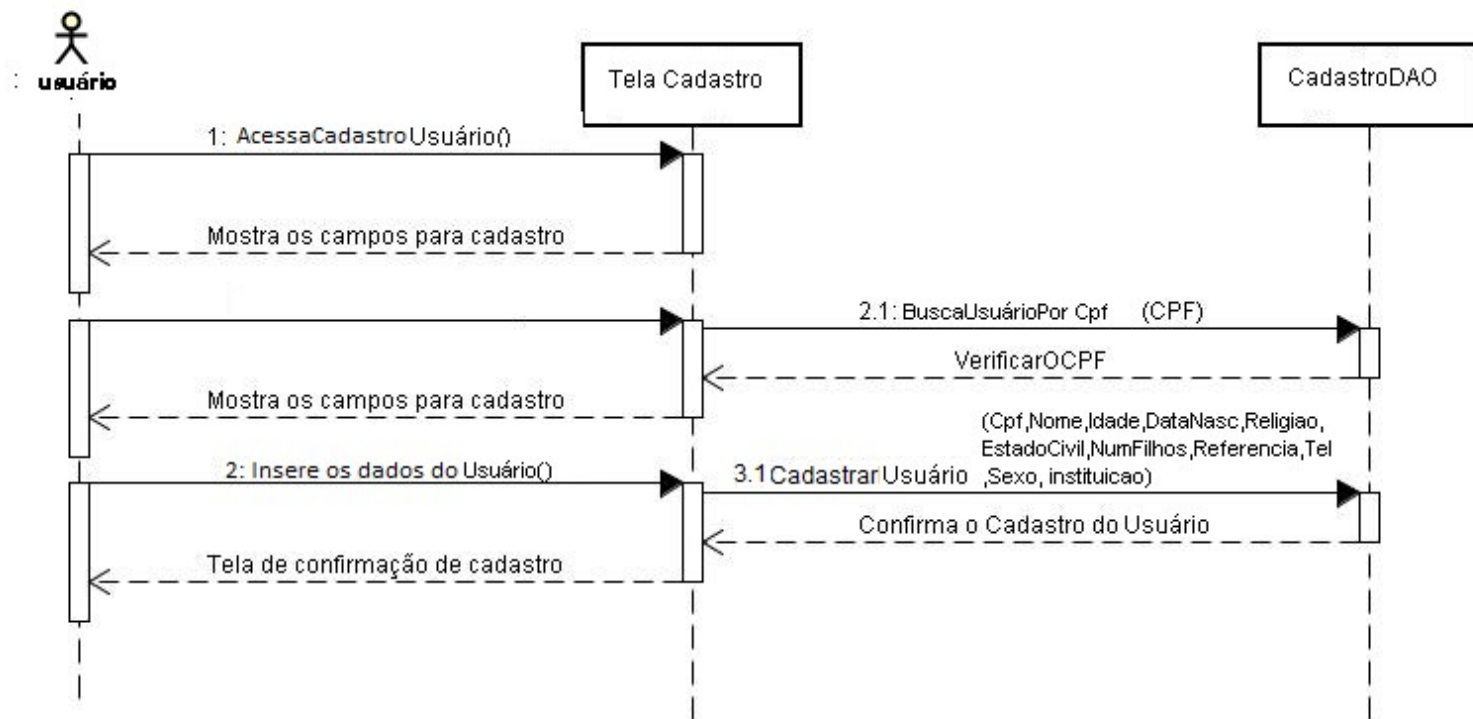 : usuário
Tela Cadastro
CadastroDAO
1: AcessaCadastroUsuário()
Mostra os campos para cadastro
2.1: BuscaUsuárioPor Cpf (CPF)
VerificarOCPF
Mostra os campos para cadastro
(Cpf,Nome,Idade,DataNasc,Religiao,
EstadoCivil,NumFilhos,Referencia,Tel
2: Insere os dados do Usuário()
3.1CadastrarUsuário ,Sexo, instituicao)
Confirma o Cadastro do Usuário
Tela de confirmação de cadastro